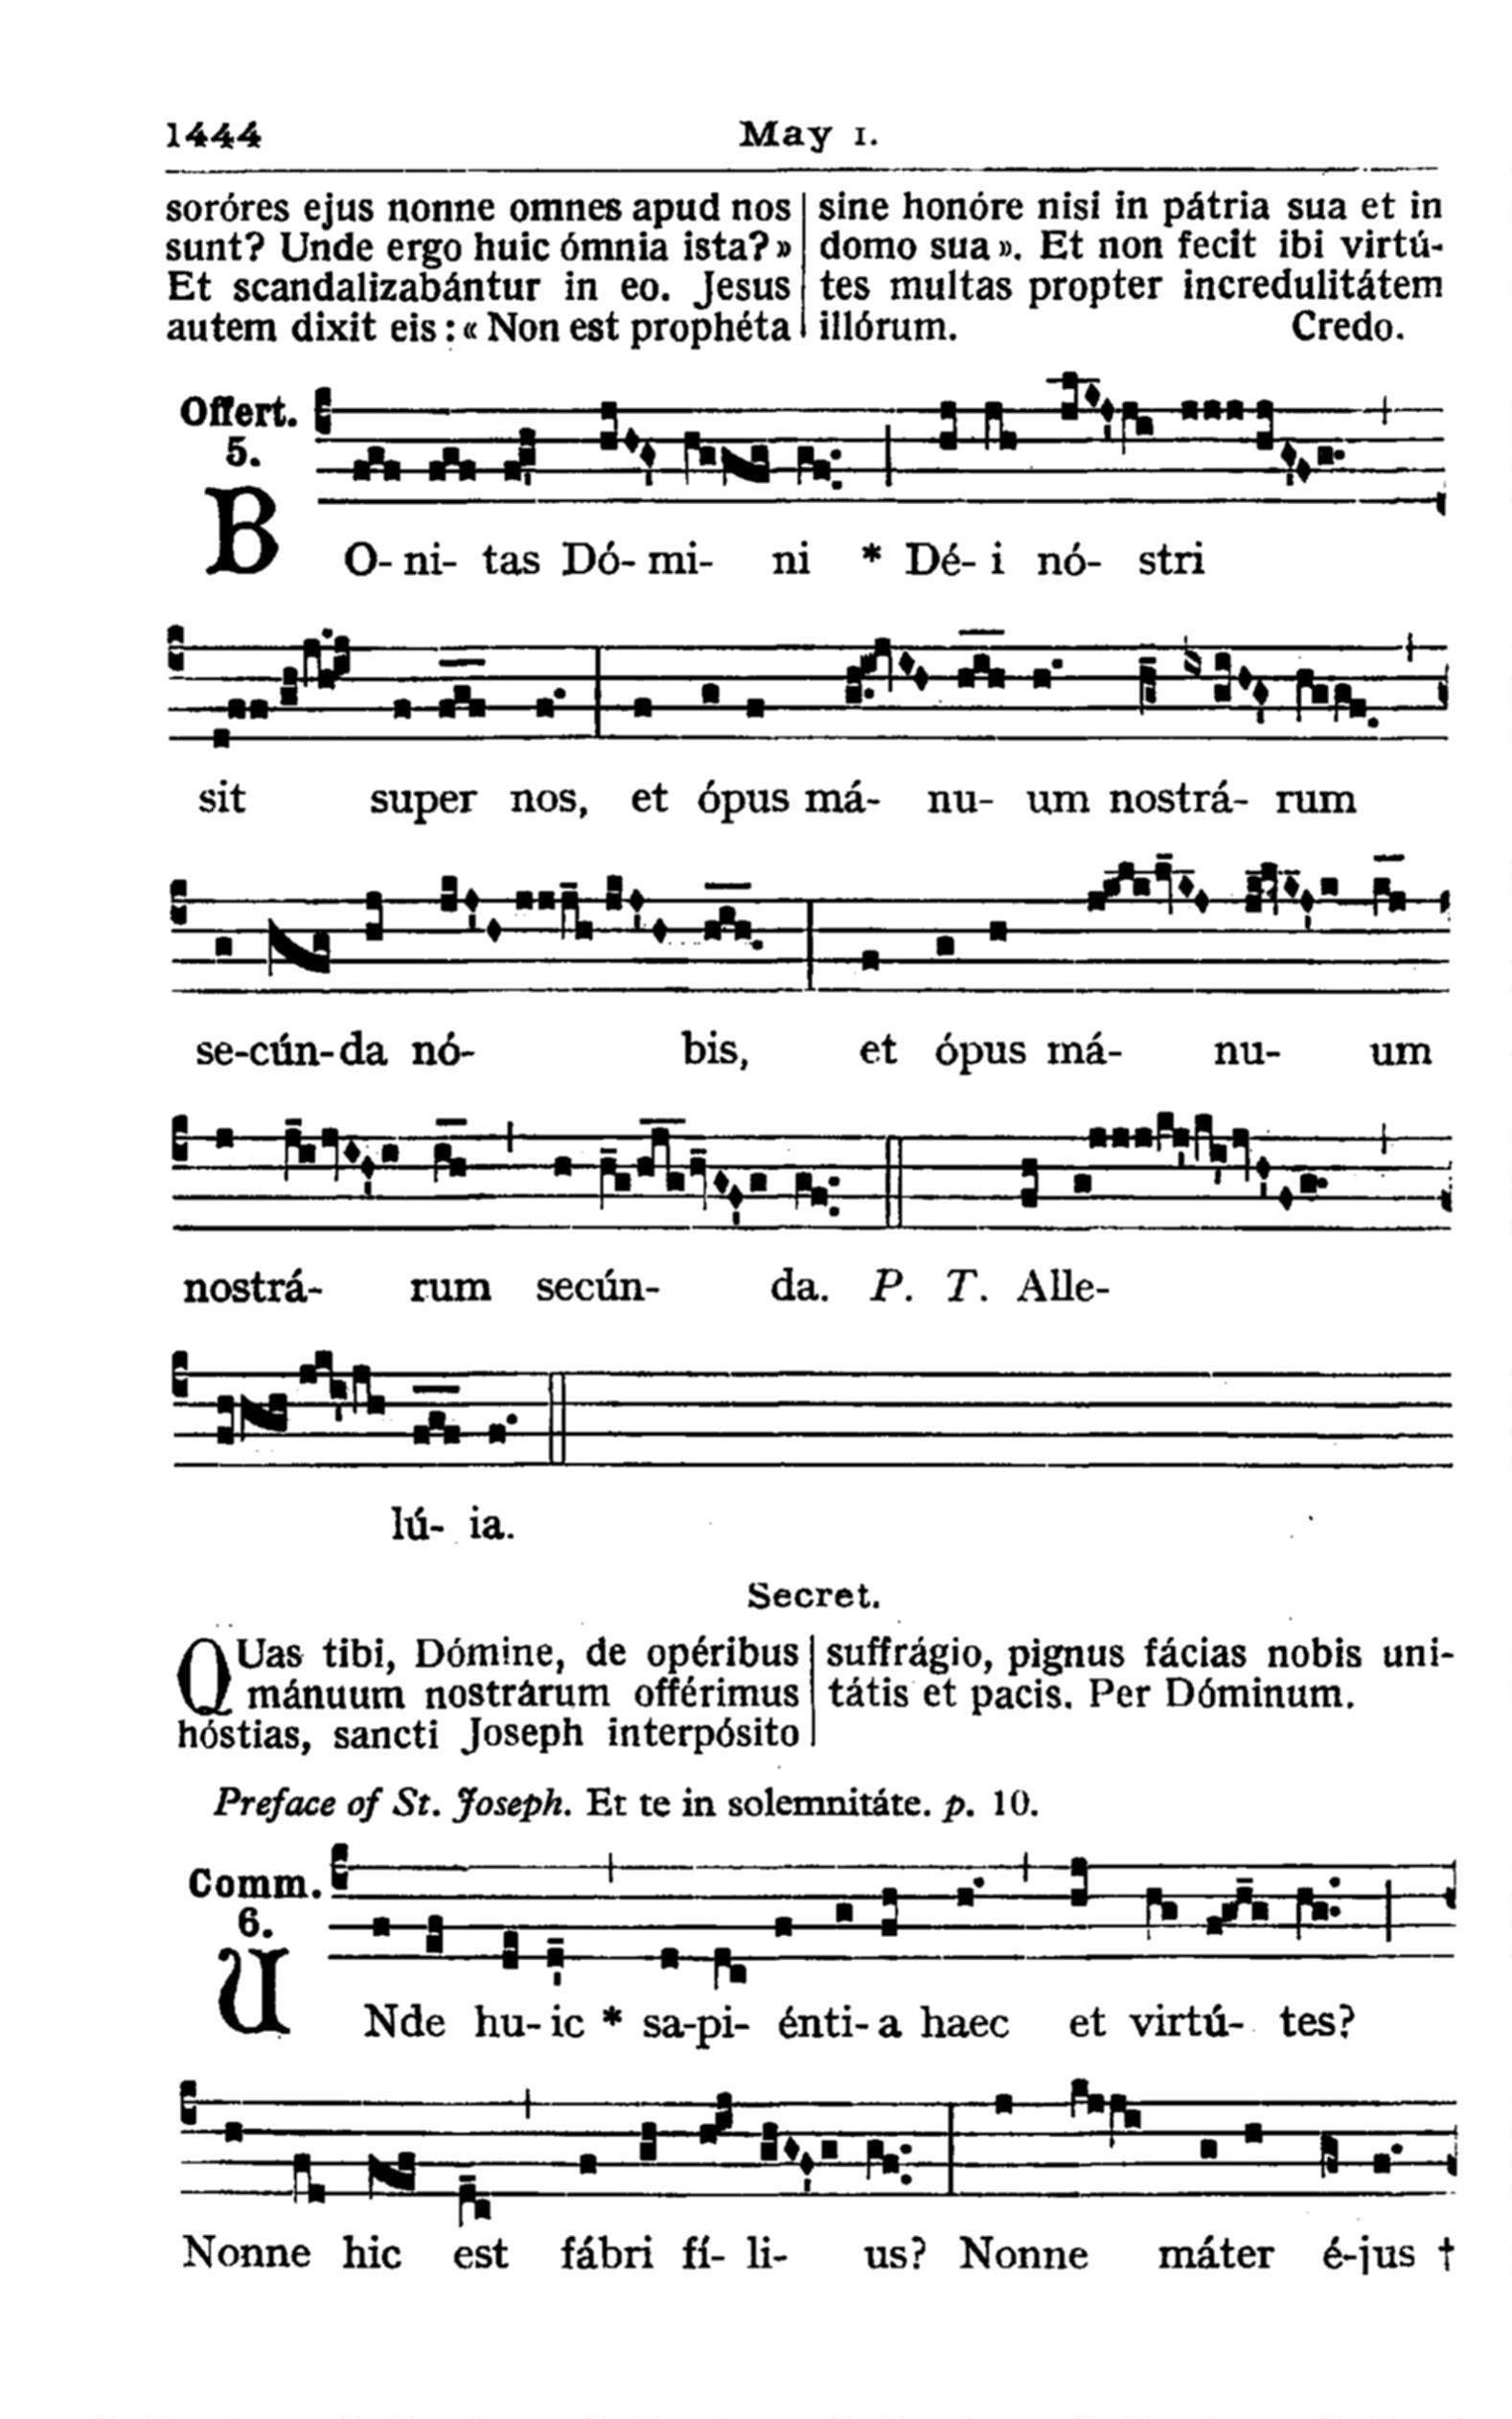 1444
May 1.
soróres ejus nonne omnes apud nos
sunt? Unde ergo huic ómnia ista?»
Et scandalizabántur in eo. Jesus
autem dixit eis: « Non est prophéta
sine honóre nisi in pátria sua et in
domo sua ». Et non fecit ibi virtú-
tes multas propter incredulitátem
illórum. Credo.
Offert.
5.
BO-ni- tas Dó-mi- ni * Dé- i nó- stri
sit super nos, et ópus má- nu- um nostrá- rum
se-cún-da nó- bis, et ópus má- nu- um
nostrá- rum secún- da. P. T. Alle-
lú- ia.
Secret.
QUas tibi, Dómine, de opéribus
mánuum nostrárum offérimus
hóstias, sancti Joseph interpósito
suffrágio, pignus fácias nobis uni-
tátis et pacis. Per Dóminum.
Preface of St. Joseph. Et te in solemnitáte. p. 10.
Comm.
6.
UNde hu-ic * sa-pi- énti-a haec et virtú- tes?
Nonne hic est fábri fí- li- us? Nonne máter é-jus †